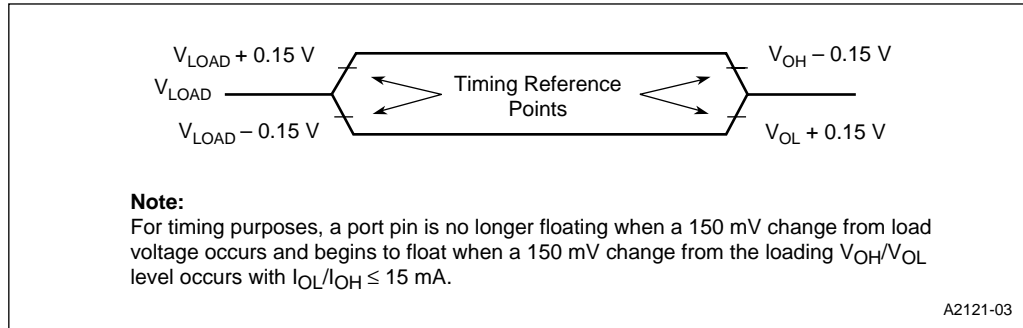 V_LOAD + 0.15 V
V_OH – 0.15 V
V_LOAD
Timing Reference
Points
V_LOAD – 0.15 V
V_OL + 0.15 V
Note:
For timing purposes, a port pin is no longer floating when a 150 mV change from load
voltage occurs and begins to float when a 150 mV change from the loading V_OH/V_OL
level occurs with I_OL/I_OH ≤ 15 mA.
A2121-03